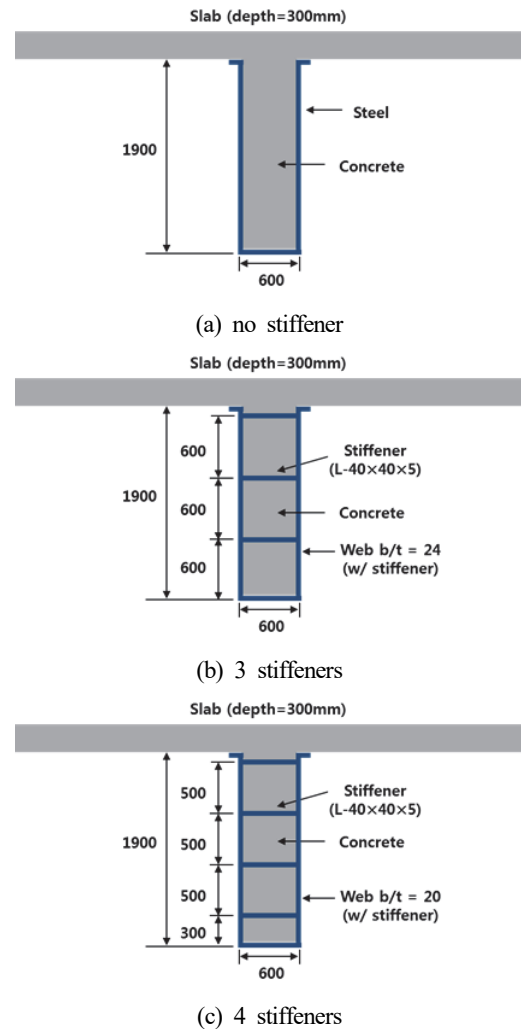 Slab (depth=300mm)
1900
Steel
Concrete
600
(a) no stiffener
Slab (depth=300mm)
600
Stiffener
(L-40×40×5)
1900
600
Concrete
600
Web b/t = 24
(w/ stiffener)
600
(b) 3 stiffeners
Slab (depth=300mm)
500
Stiffener
(L-40×40×5)
500
1900
Concrete
500
Web b/t = 20
(w/ stiffener)
300
600
(c) 4 stiffeners